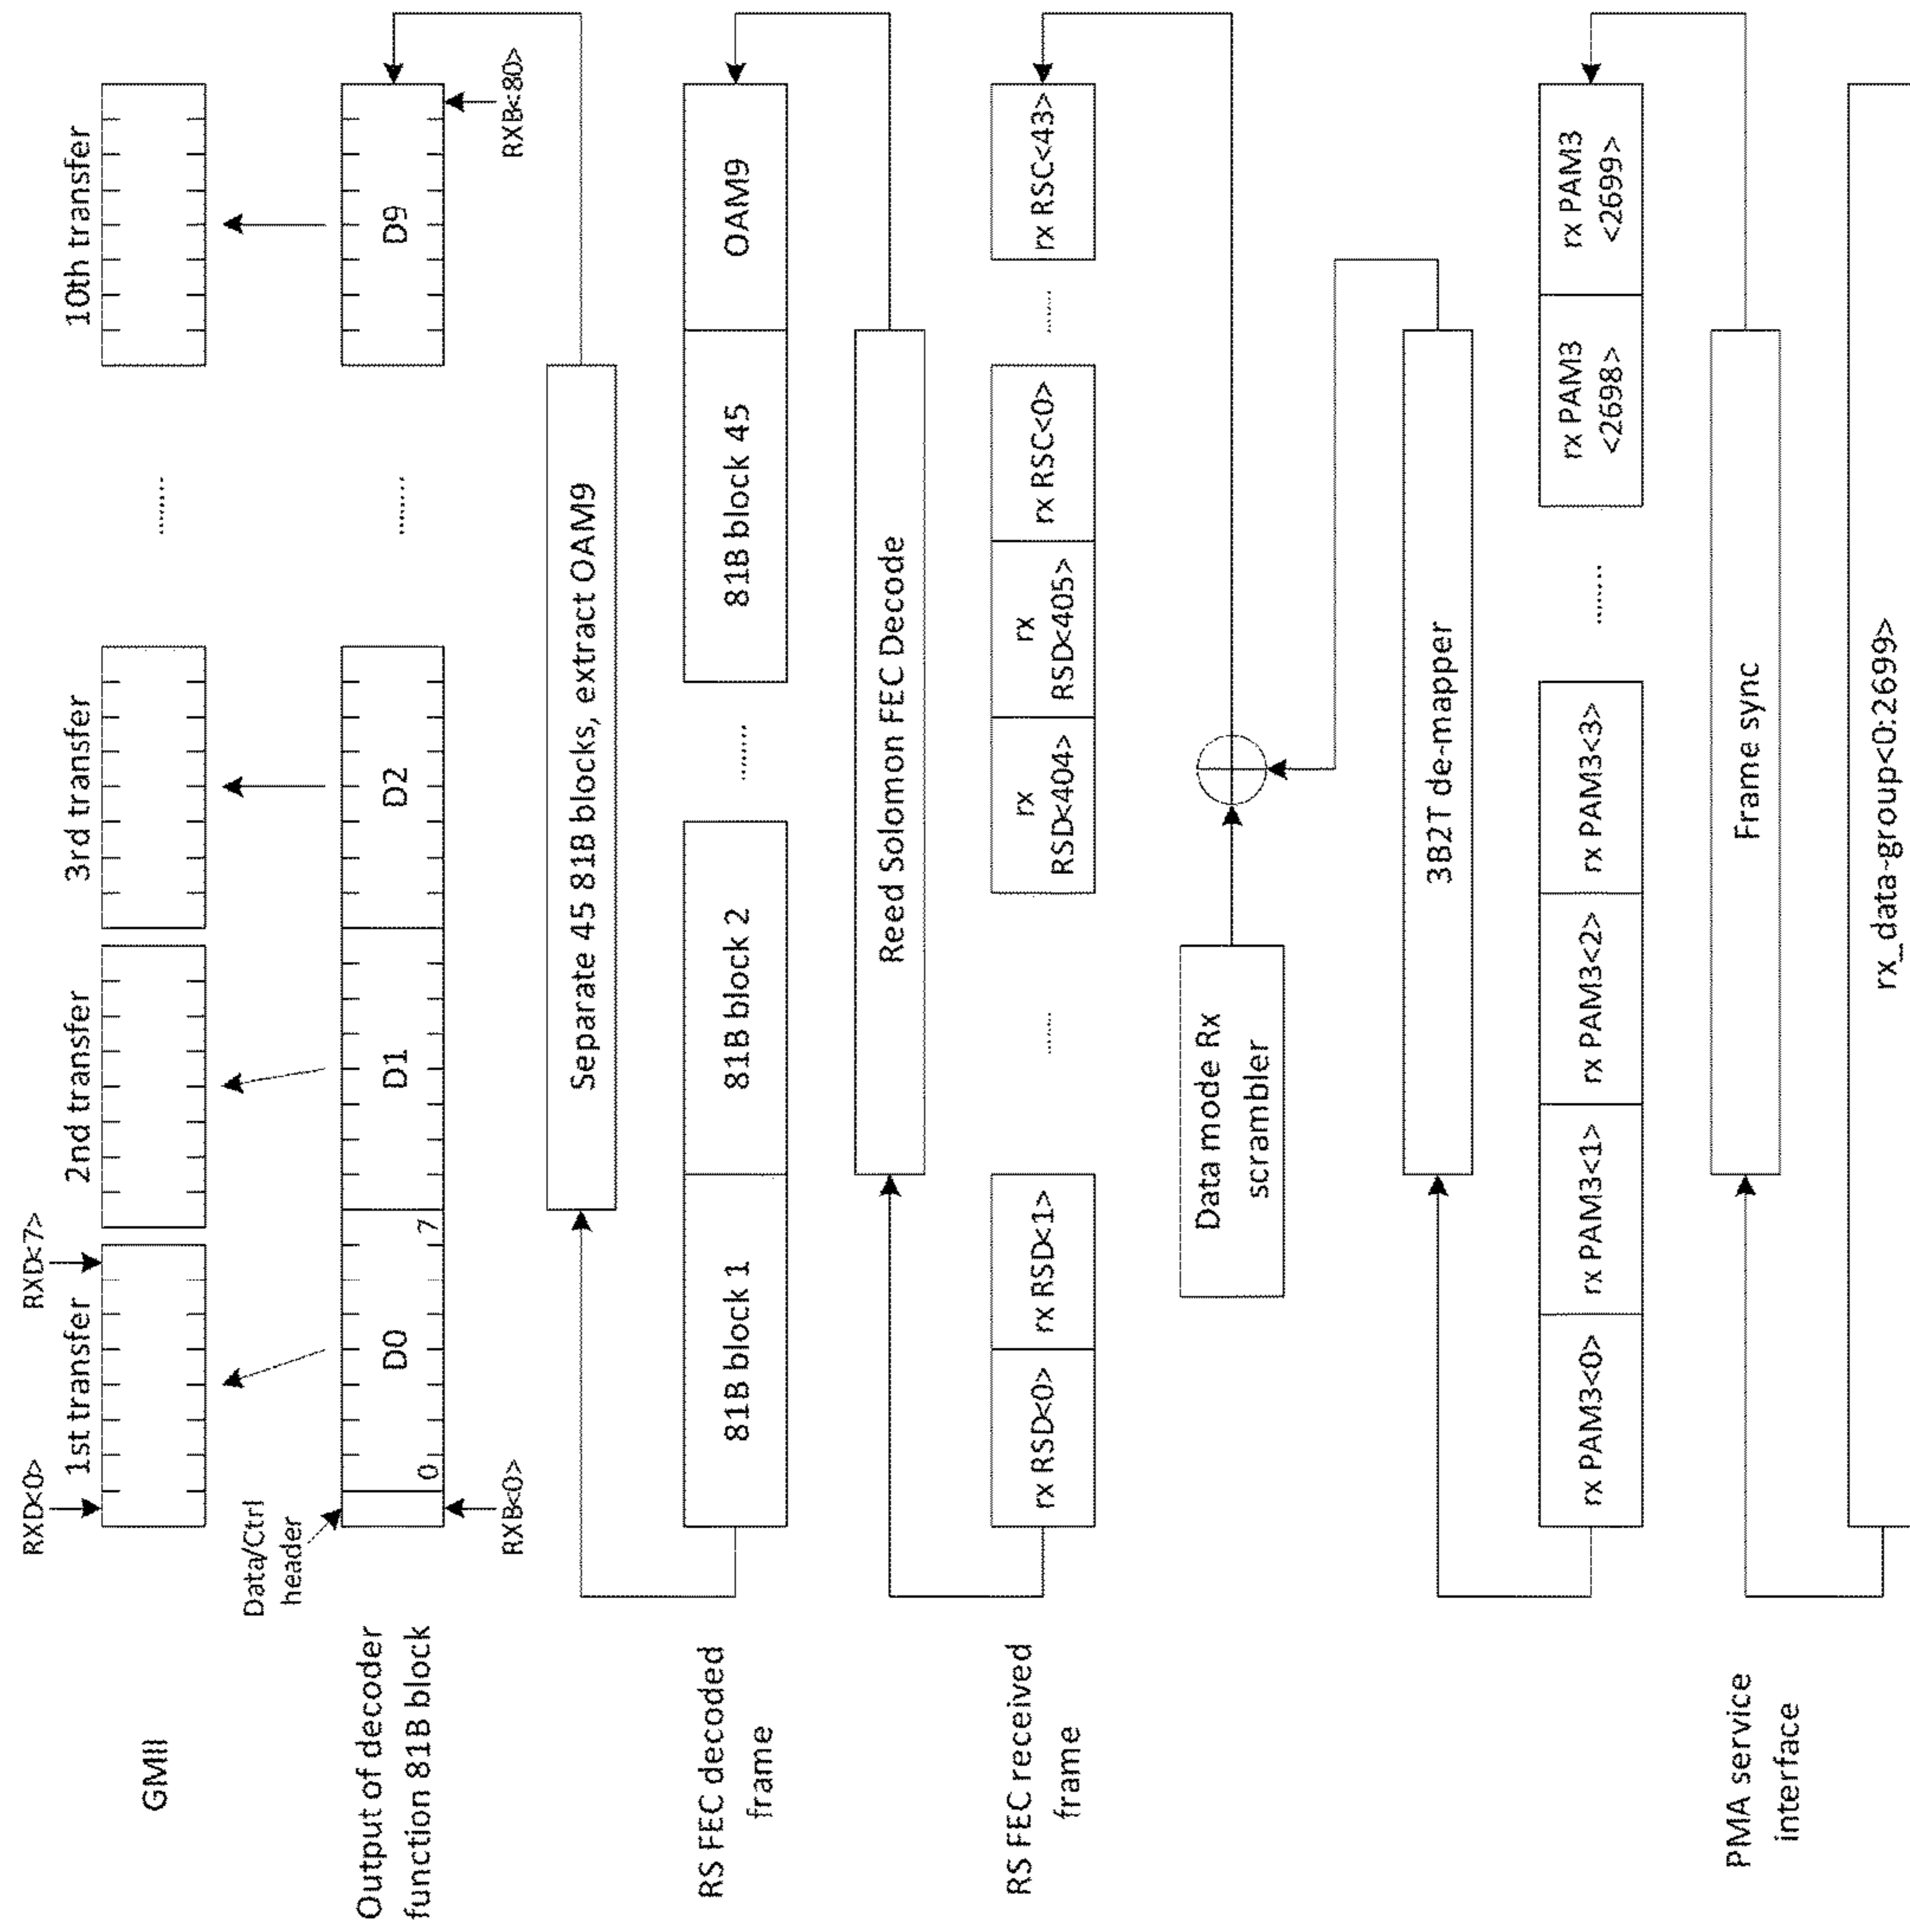 RXD<0>
RXD<7>
1st transfer
2nd transfer
3rd transfer
10th transfer
GMII
........
Data/Ctrl
header
Output of decoder
function 81B block
0
D0
7
D1
D2
........
D9
RXB<0>
RXB<80>
Separate 45 81B blocks, extract OAM9
RS FEC decoded
frame
81B block 1
81B block 2
........
81B block 45
OAM9
Reed Solomon FEC Decode
RS FEC received
frame
rx RSD<0>
rx RSD<1>
......
rx
RSD<404>
rx
RSD<405>
rx RSC<0>
......
rx RSC<43>
Data mode Rx
scrambler
3B2T de-mapper
rx PAM3<0>
rx PAM3<1>
rx PAM3<2>
rx PAM3<3>
........
rx PAM3
<2698>
rx PAM3
<2699>
Frame sync
PMA service
interface
rx_data-group<0:2699>